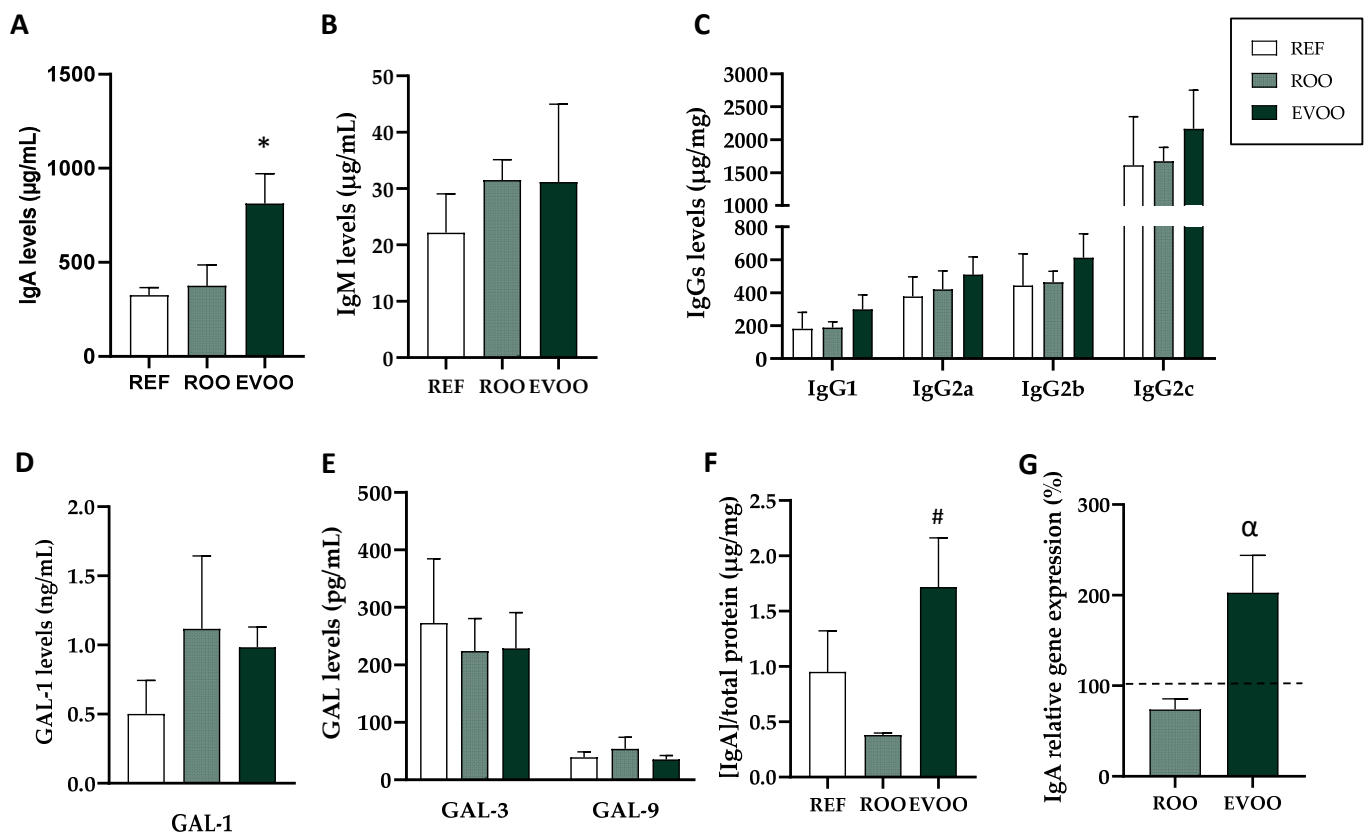 A
IgA levels (µg/mL)
1500
1000
500
0
*
REF ROO EVOO
B
IgM levels (µg/mL)
50
40
30
20
10
0
REF ROO EVOO
C
IgGs levels (µg/mg)
3000
2500
2000
1500
1000
800
600
400
200
0
IgG1 IgG2a IgG2b IgG2c
REF
ROO
EVOO
D
GAL-1 levels (ng/mL)
2.0
1.5
1.0
0.5
0.0
GAL-1
E
GAL levels (pg/mL)
500
400
300
200
100
0
GAL-3 GAL-9
F
[IgA]/total protein (µg/mg)
2.5
2.0
1.5
1.0
0.5
0.0
#
REF ROO EVOO
G
IgA relative gene expression (%)
300
200
100
0
α
ROO EVOO